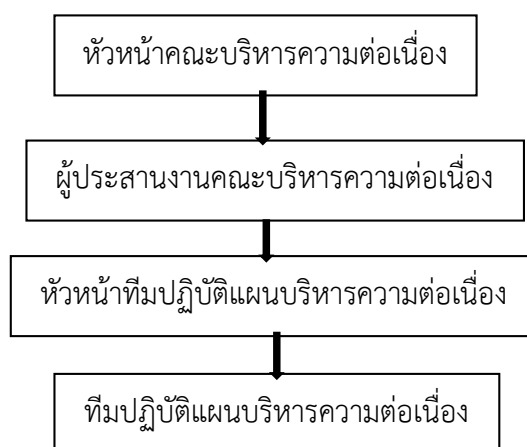 หัวหน้าคณะบริหารความต่อเนื่อง
ผู้ประสานงานคณะบริหารความต่อเนื่อง
หัวหน้าทีมปฏิบัติแผนบริหารความต่อเนื่อง
ทีมปฏิบัติแผนบริหารความต่อเนื่อง